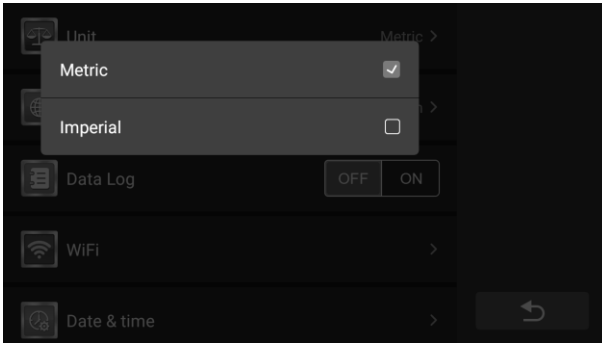 Unit
Metric >
Metric
Imperial
Data Log
OFF
ON
WiFi
>
Date & time
>